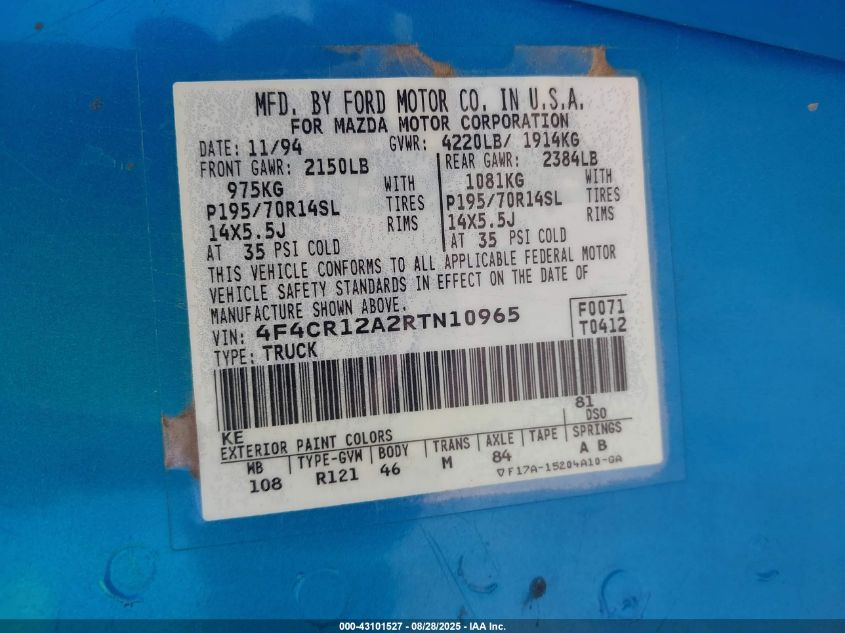 MFD. BY FORD MOTOR CO. IN U.S.A.
FOR MAZDA MOTOR CORPORATION
DATE: 11/94 GVWR: 4220LB/ 1914KG
FRONT GAWR: 2150LB REAR GAWR: 2384LB
975KG WITH 1081KG WITH
P195/70R14SL TIRES P195/70R14SL TIRES
14X5.5J RIMS 14X5.5J RIMS
AT 35 PSI COLD AT 35 PSI COLD
THIS VEHICLE CONFORMS TO ALL APPLICABLE FEDERAL MOTOR
VEHICLE SAFETY STANDARDS IN EFFECT ON THE DATE OF
MANUFACTURE SHOWN ABOVE.
VIN: 4F4CR12A2RTN10965 F0071
TYPE: TRUCK T0412
81
KE DSO
EXTERIOR PAINT COLORS
WB TYPE-GVW BODY TRANS AXLE TAPE SPRINGS
108 R121 46 M 84 A B
▽F17A-15204A10-GA
000-43101527 - 08/28/2025 - IAA Inc.